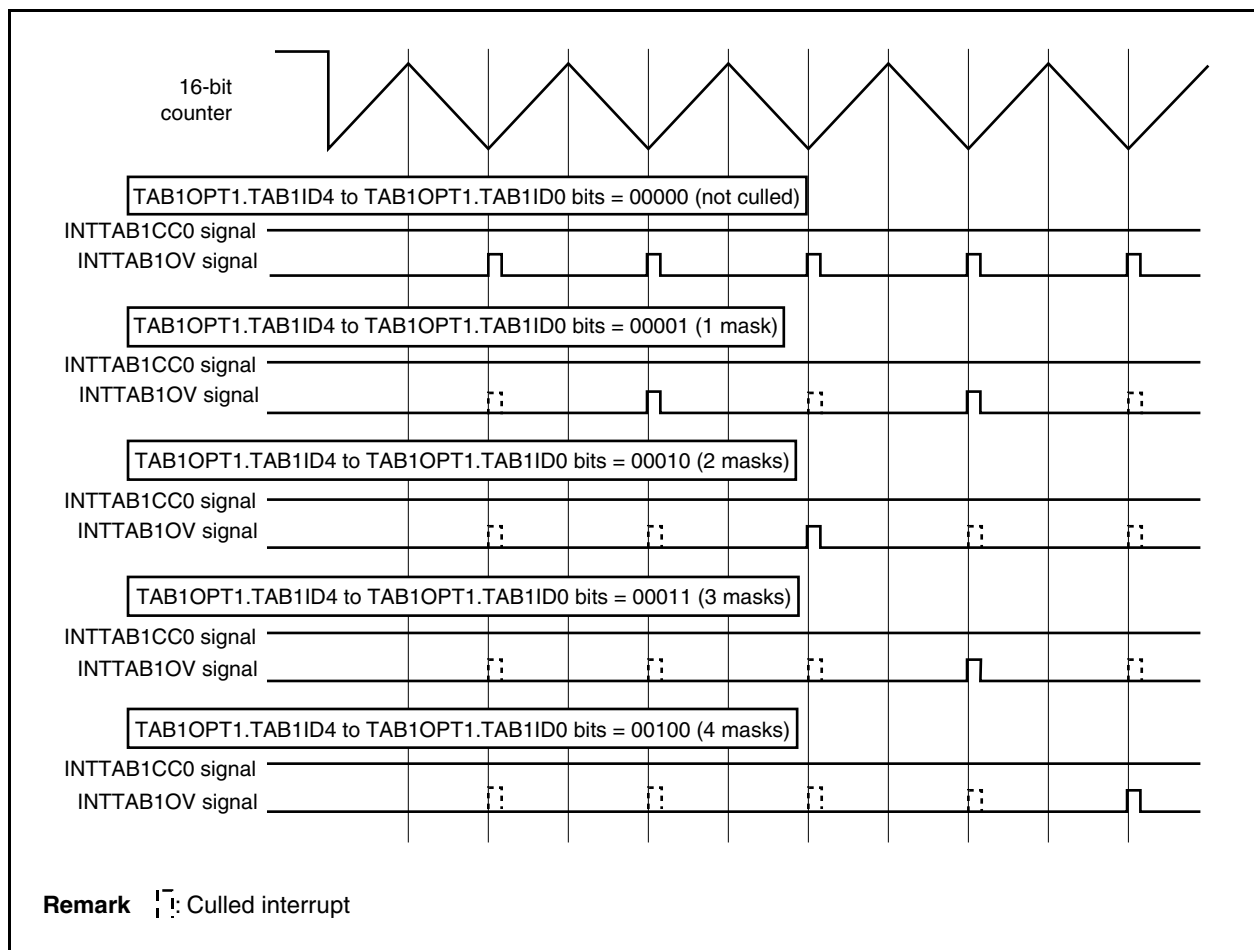 16-bit
counter
TAB1OPT1.TAB1ID4 to TAB1OPT1.TAB1ID0 bits = 00000 (not culled)
INTTAB1CC0 signal
INTTAB1OV signal
TAB1OPT1.TAB1ID4 to TAB1OPT1.TAB1ID0 bits = 00001 (1 mask)
INTTAB1CC0 signal
INTTAB1OV signal
TAB1OPT1.TAB1ID4 to TAB1OPT1.TAB1ID0 bits = 00010 (2 masks)
INTTAB1CC0 signal
INTTAB1OV signal
TAB1OPT1.TAB1ID4 to TAB1OPT1.TAB1ID0 bits = 00011 (3 masks)
INTTAB1CC0 signal
INTTAB1OV signal
TAB1OPT1.TAB1ID4 to TAB1OPT1.TAB1ID0 bits = 00100 (4 masks)
INTTAB1CC0 signal
INTTAB1OV signal
Remark : Culled interrupt